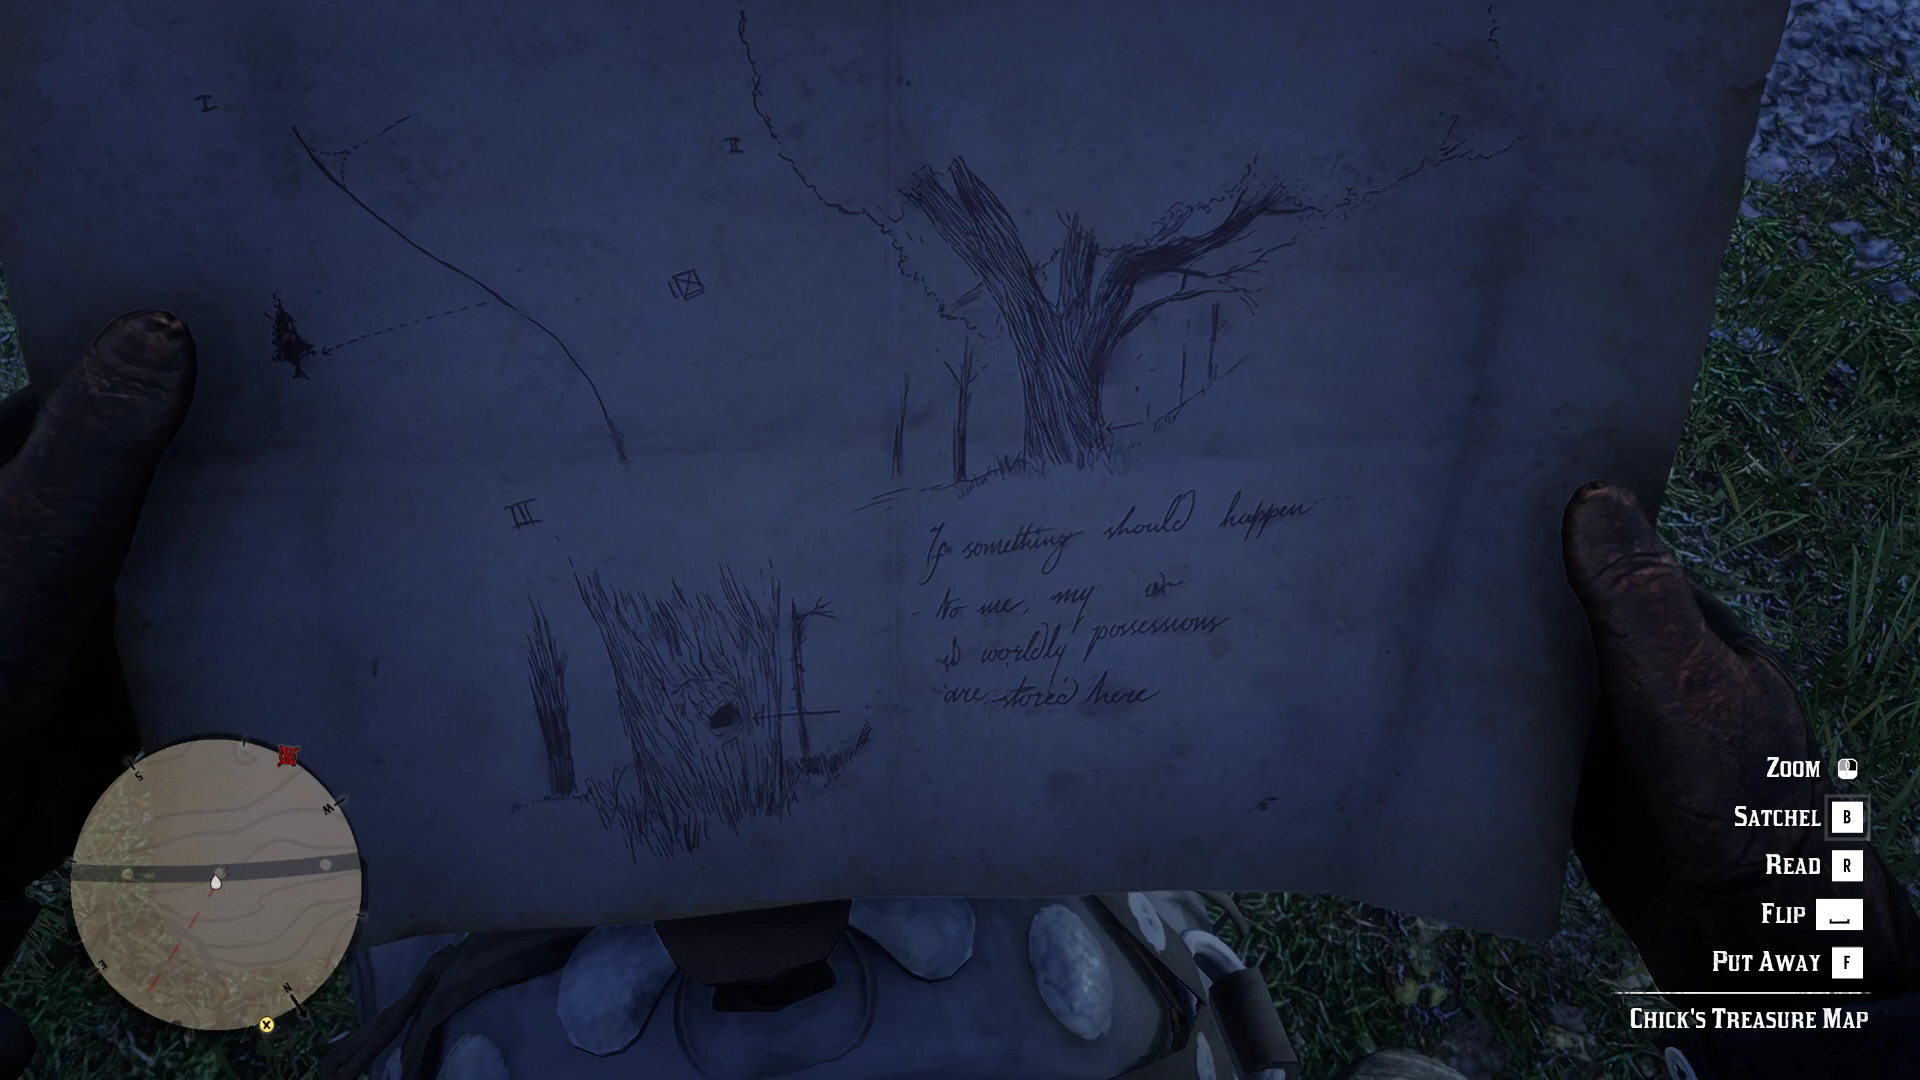 I
II
III
If something should happen
to me, my
worldly possessions
are stored here
S
W
E
N
X
Zoom
Satchel B
Read R
Flip
Put Away F
Chick's Treasure Map